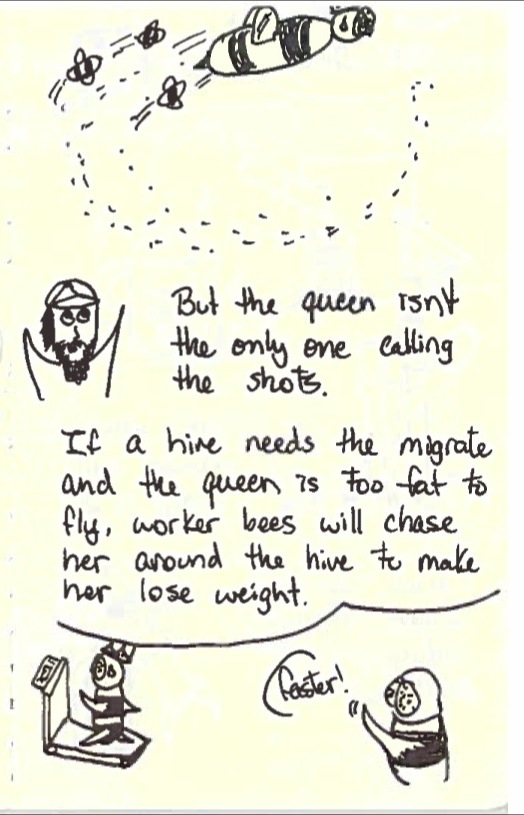 But the queen isn't
the only one calling
the shots.
If a hive needs the migrate
and the queen is too fat to
fly, worker bees will chase
her around the hive to make
her lose weight.
Faster!